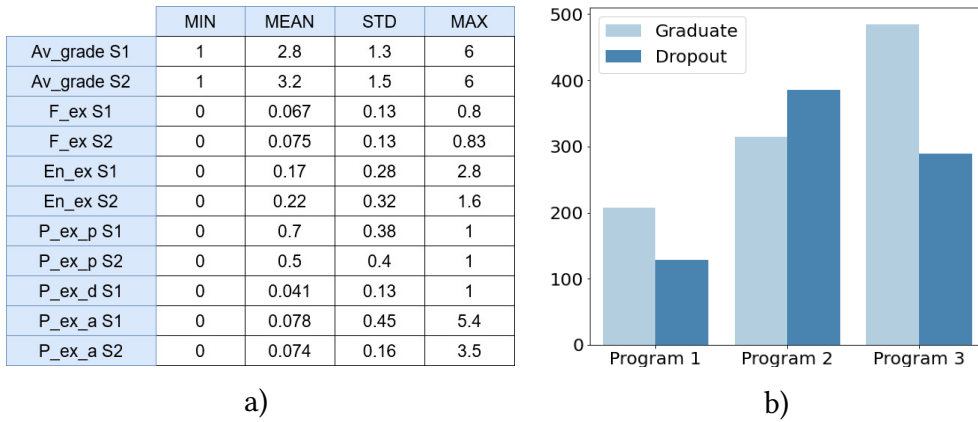 MIN MEAN STD MAX
Av_grade S1 1 2.8 1.3 6
Av_grade S2 1 3.2 1.5 6
F_ex S1 0 0.067 0.13 0.8
F_ex S2 0 0.075 0.13 0.83
En_ex S1 0 0.17 0.28 2.8
En_ex S2 0 0.22 0.32 1.6
P_ex_p S1 0 0.7 0.38 1
P_ex_p S2 0 0.5 0.4 1
P_ex_d S1 0 0.041 0.13 1
P_ex_a S1 0 0.078 0.45 5.4
P_ex_a S2 0 0.074 0.16 3.5
a)
500
400
300
200
100
0
Graduate
Dropout
Program 1 Program 2 Program 3
b)